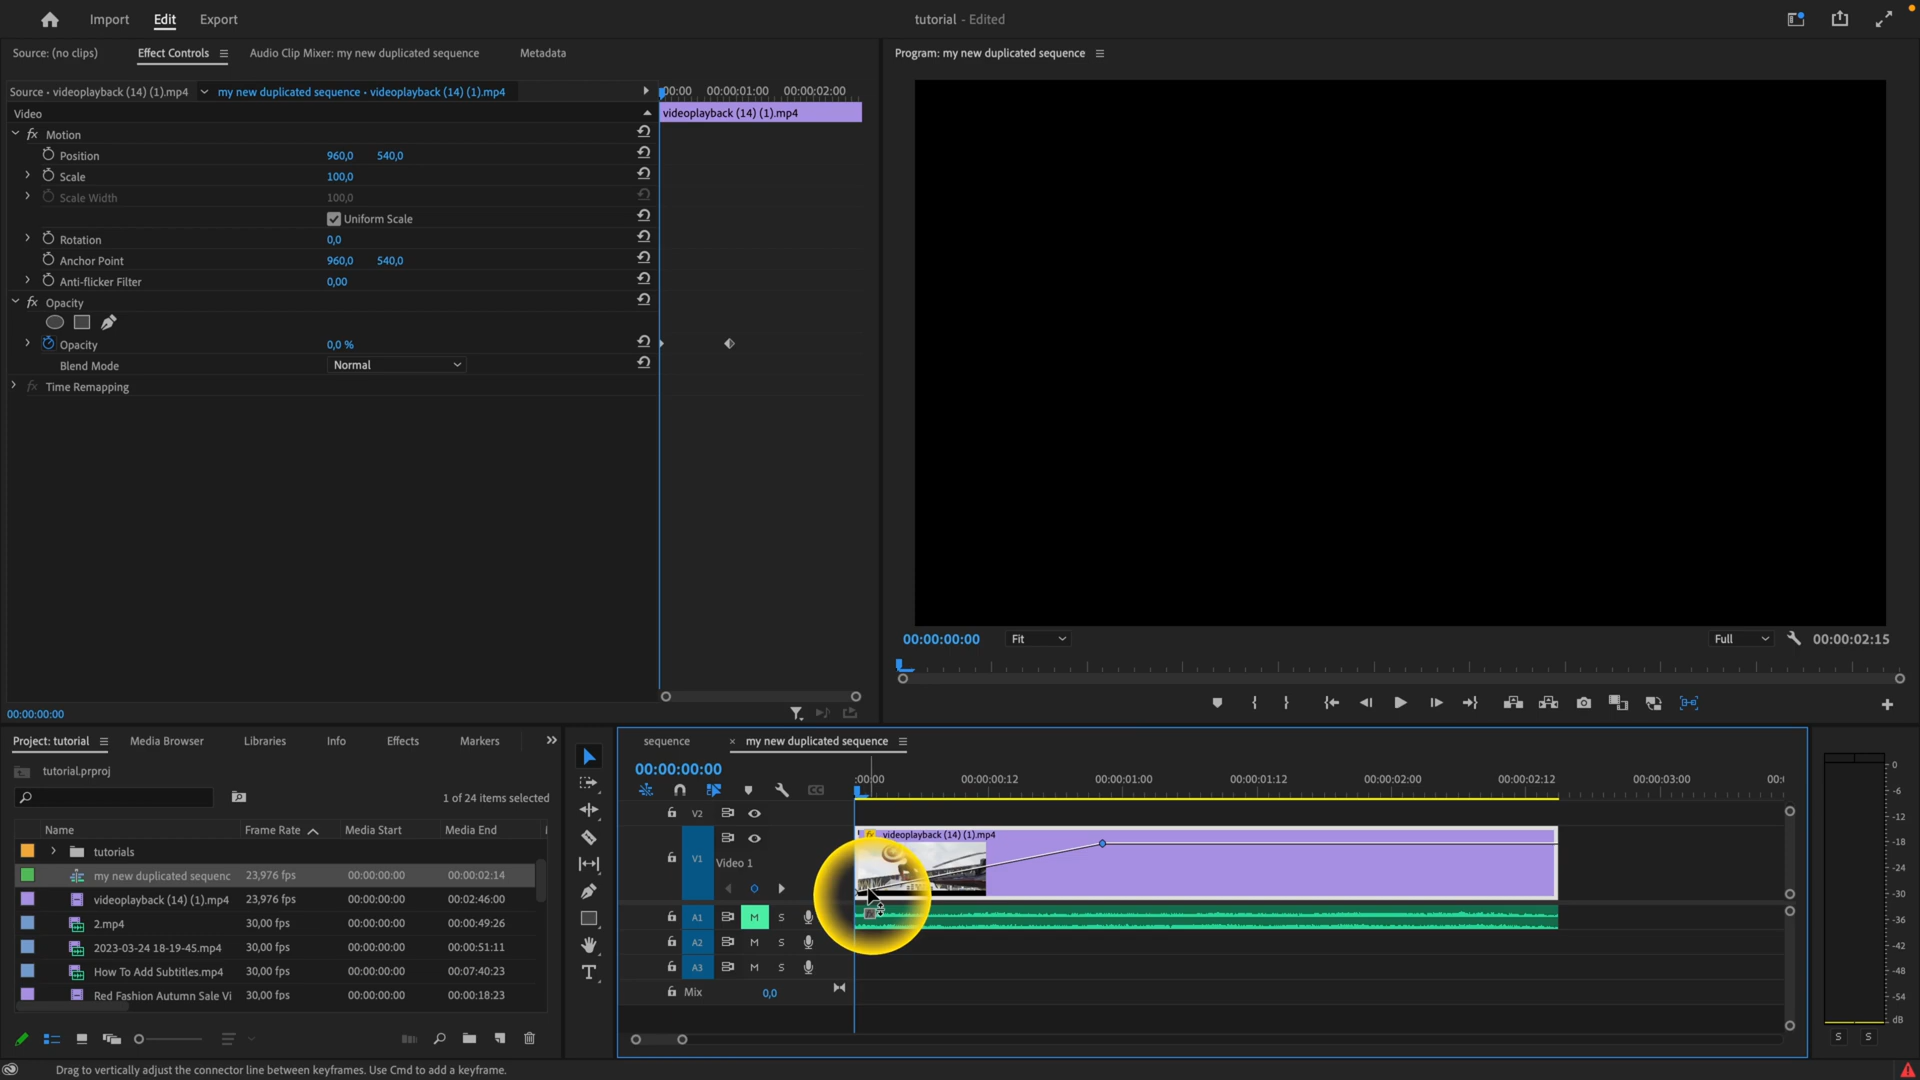 Import Edit Export
tutorial - Edited
Source: (no clips) Effect Controls Audio Clip Mixer: my new duplicated sequence Metadata
Program: my new duplicated sequence
Source • videoplayback (14) (1).mp4 my new duplicated sequence • videoplayback (14) (1).mp4
00:00 00:00:01:00 00:00:02:00
Video
videoplayback (14) (1).mp4
fx Motion
Position 960,0 540,0
Scale 100,0
Scale Width 100,0
Uniform Scale
Rotation 0,0
Anchor Point 960,0 540,0
Anti-flicker Filter 0,00
fx Opacity
Opacity 0,0 %
Blend Mode Normal
fx Time Remapping
00:00:00:00 Fit Full 00:00:02:15
00:00:00:00
Project: tutorial Media Browser Libraries Info Effects Markers
tutorial.prproj
1 of 24 items selected
Name Frame Rate Media Start Media End
tutorials
my new duplicated sequenc 23,976 fps 00:00:00:00 00:00:02:14
videoplayback (14) (1).mp4 23,976 fps 00:00:00:00 00:02:46:00
2.mp4 30,00 fps 00:00:00:00 00:00:49:26
2023-03-24 18-19-45.mp4 30,00 fps 00:00:00:00 00:00:51:11
How To Add Subtitles.mp4 30,00 fps 00:00:00:00 00:07:40:23
Red Fashion Autumn Sale Vi 30,00 fps 00:00:00:00 00:00:18:23
T
sequence × my new duplicated sequence
00:00:00:00
:00:00 00:00:00:12 00:00:01:00 00:00:01:12 00:00:02:00 00:00:02:12 00:00:03:00
CC
V2
fx videoplayback (14) (1).mp4
V1 Video 1
A1 M S
A2 M S
A3 M S
Mix 0,0
0
-6
-12
-18
-24
-30
-36
-42
-48
-54
dB
S S
Drag to vertically adjust the connector line between keyframes. Use Cmd to add a keyframe.